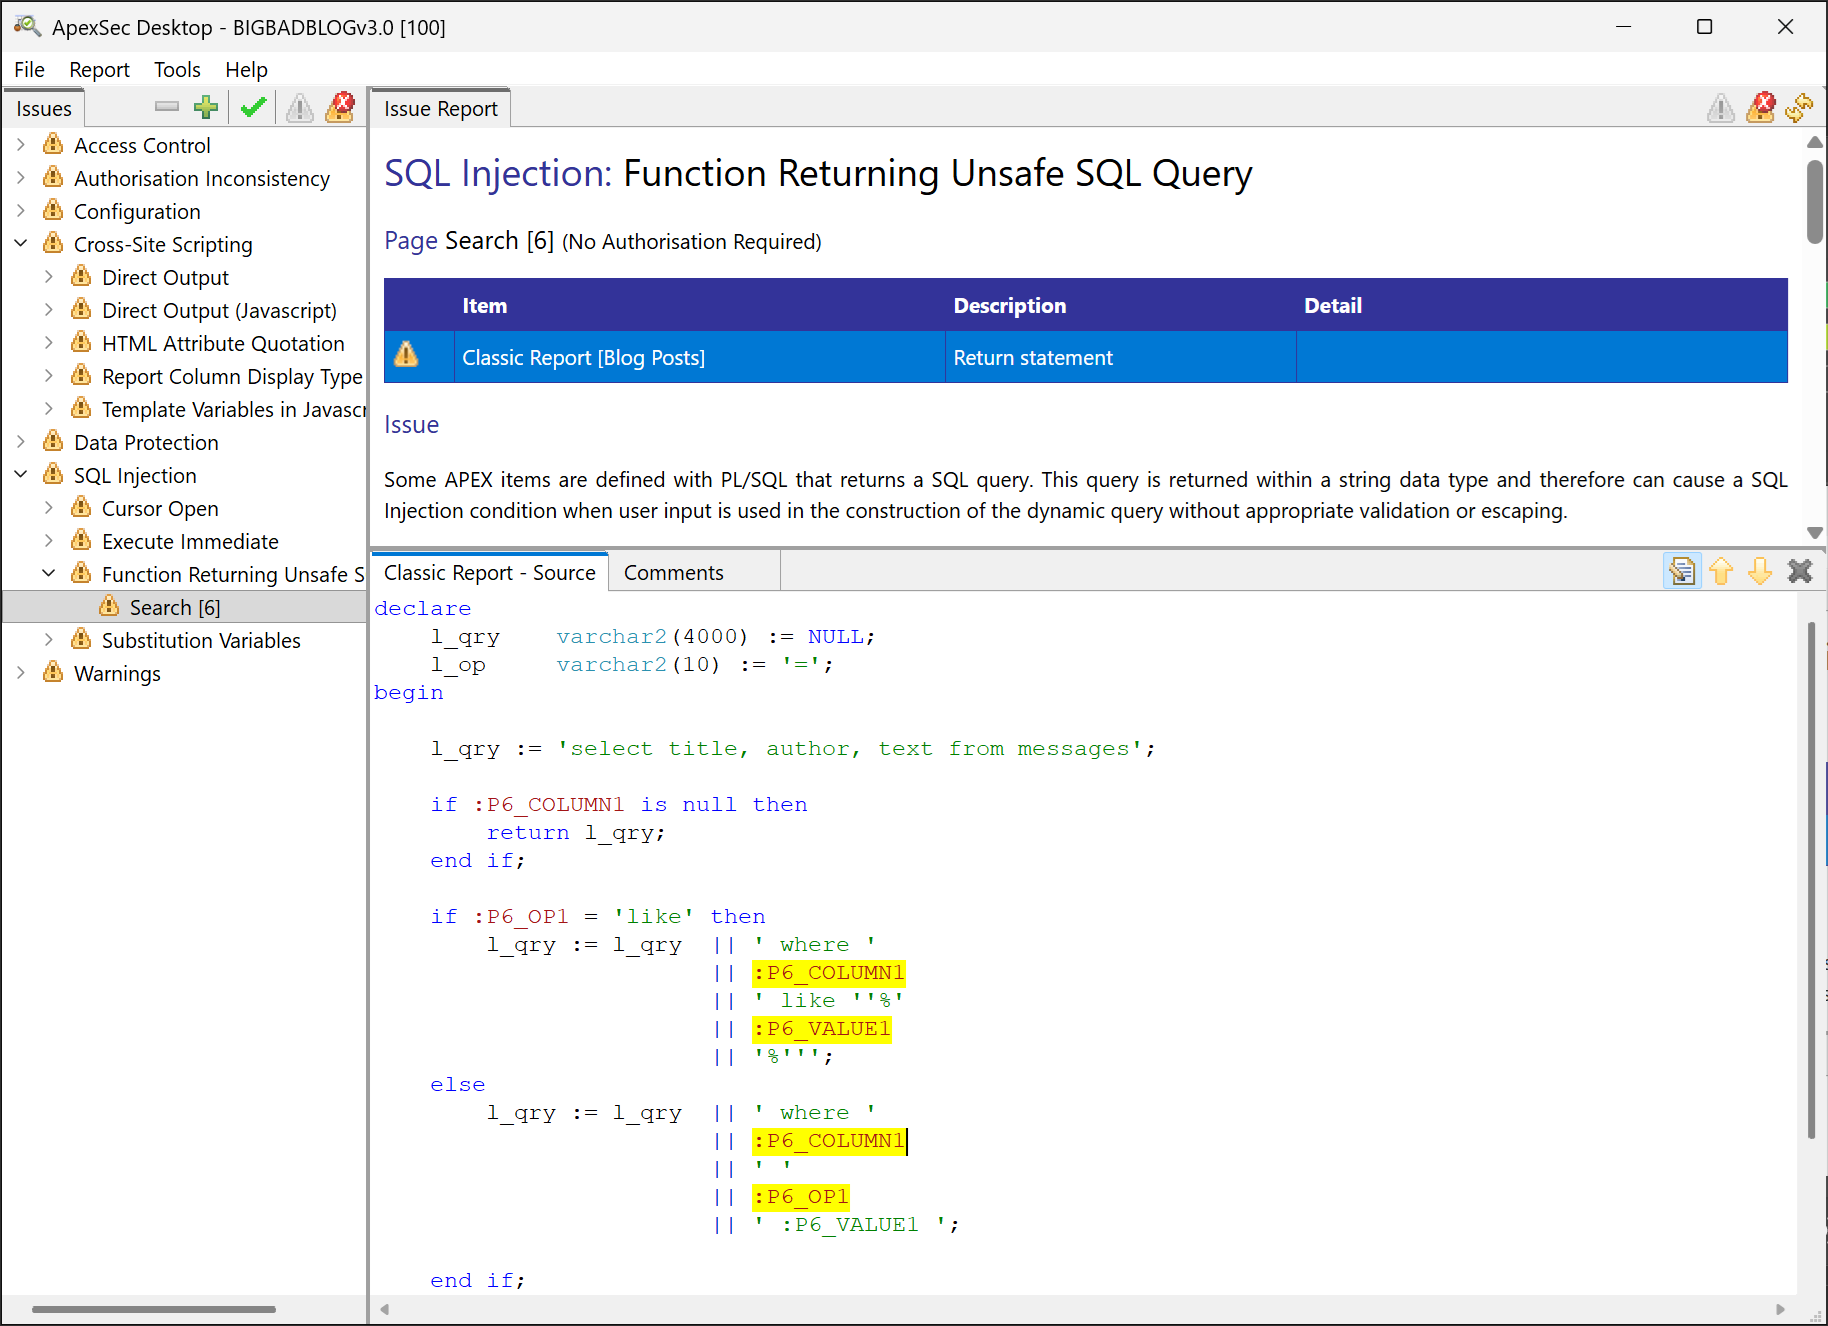 ApexSec Desktop - BIGBADBLOGv3.0 [100]
File Report Tools Help
Issues
Access Control
Authorisation Inconsistency
Configuration
Cross-Site Scripting
Direct Output
Direct Output (Javascript)
HTML Attribute Quotation
Report Column Display Type
Template Variables in Javascr
Data Protection
SQL Injection
Cursor Open
Execute Immediate
Function Returning Unsafe S
Search [6]
Substitution Variables
Warnings
Issue Report
SQL Injection: Function Returning Unsafe SQL Query
Page Search [6] (No Authorisation Required)
Item Description Detail
Classic Report [Blog Posts] Return statement
Issue
Some APEX items are defined with PL/SQL that returns a SQL query. This query is returned within a string data type and therefore can cause a SQL
Injection condition when user input is used in the construction of the dynamic query without appropriate validation or escaping.
Classic Report - Source Comments
declare
l_qry varchar2(4000) := NULL;
l_op varchar2(10) := '=';
begin
l_qry := 'select title, author, text from messages';
if :P6_COLUMN1 is null then
return l_qry;
end if;
if :P6_OP1 = 'like' then
l_qry := l_qry || ' where '
|| :P6_COLUMN1
|| ' like ''%'
|| :P6_VALUE1
|| '%''';
else
l_qry := l_qry || ' where '
|| :P6_COLUMN1
|| ' '
|| :P6_OP1
|| ' :P6_VALUE1 ';
end if;